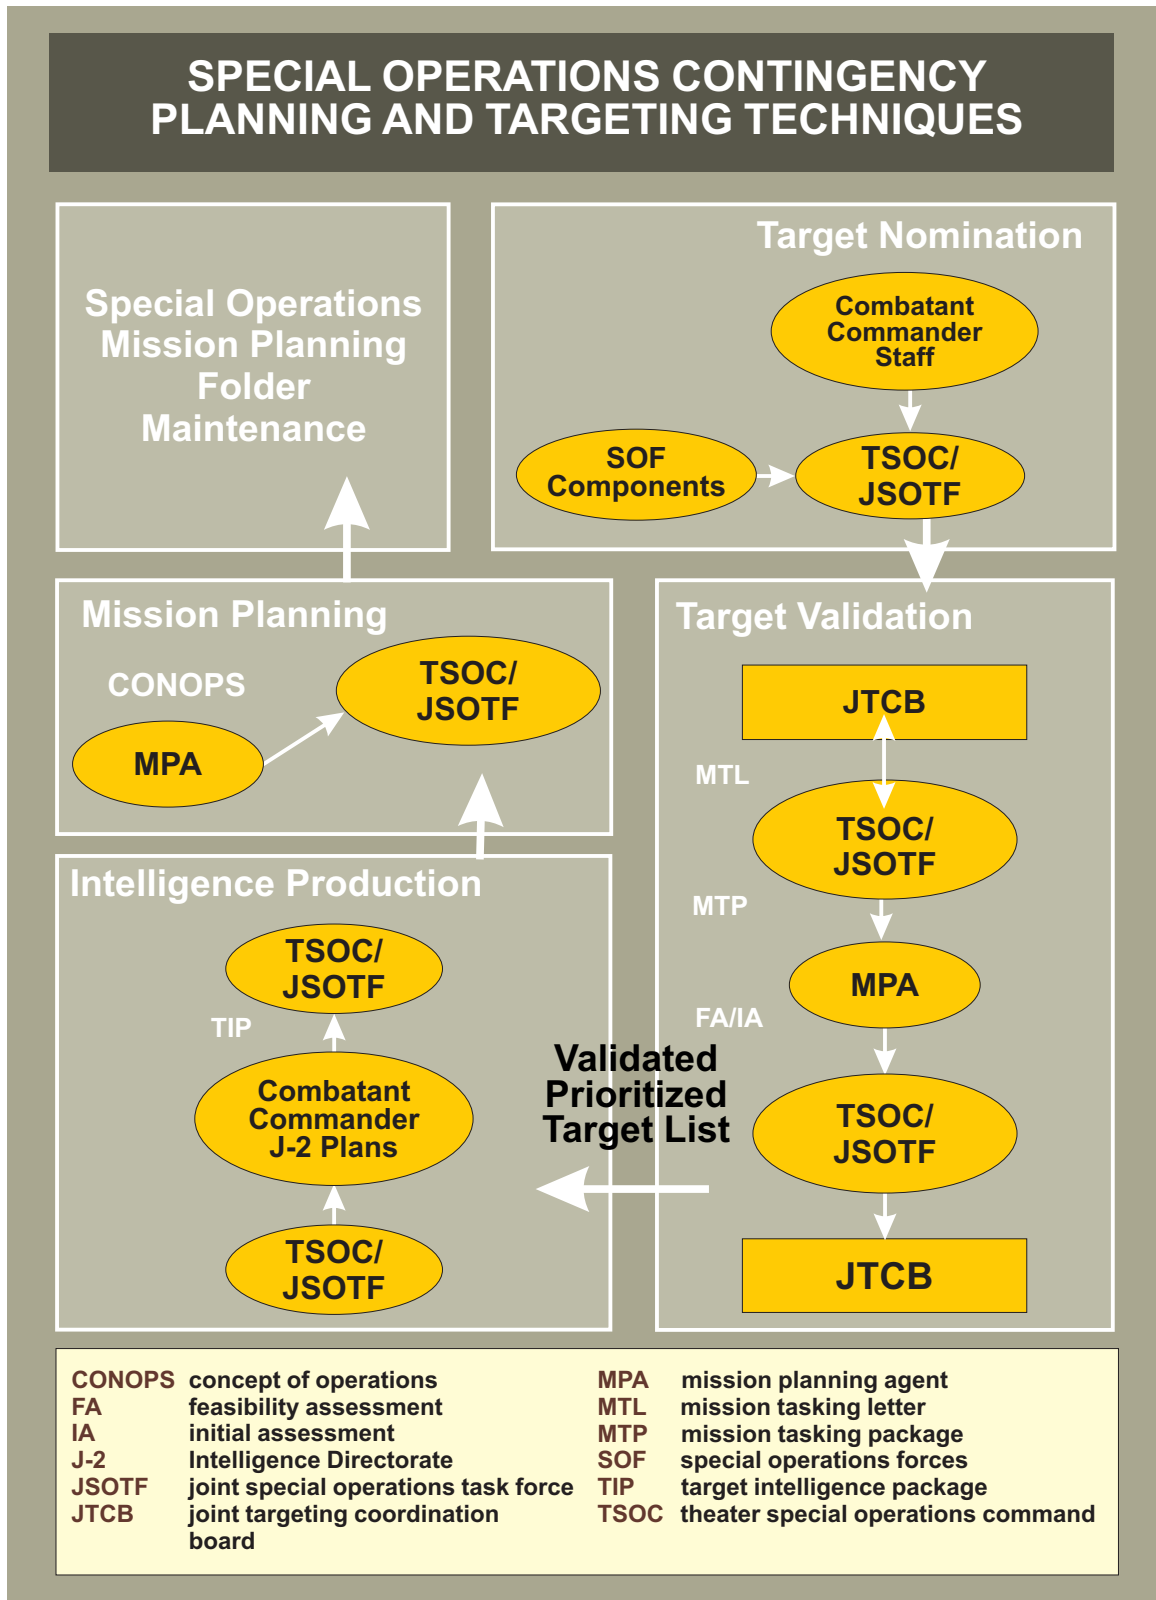 SPECIAL OPERATIONS CONTINGENCY
PLANNING AND TARGETING TECHNIQUES
Special Operations
Mission Planning
Folder
Maintenance
Target Nomination
Combatant
Commander
Staff
SOF
Components
TSOC/
JSOTF
Mission Planning
CONOPS
MPA
TSOC/
JSOTF
Target Validation
JTCB
MTL
TSOC/
JSOTF
MTP
MPA
FA/IA
TSOC/
JSOTF
JTCB
Validated
Prioritized
Target List
Intelligence Production
TSOC/
JSOTF
TIP
Combatant
Commander
J-2 Plans
TSOC/
JSOTF
CONOPS concept of operations
FA feasibility assessment
IA initial assessment
J-2 Intelligence Directorate
JSOTF joint special operations task force
JTCB joint targeting coordination
board
MPA mission planning agent
MTL mission tasking letter
MTP mission tasking package
SOF special operations forces
TIP target intelligence package
TSOC theater special operations command